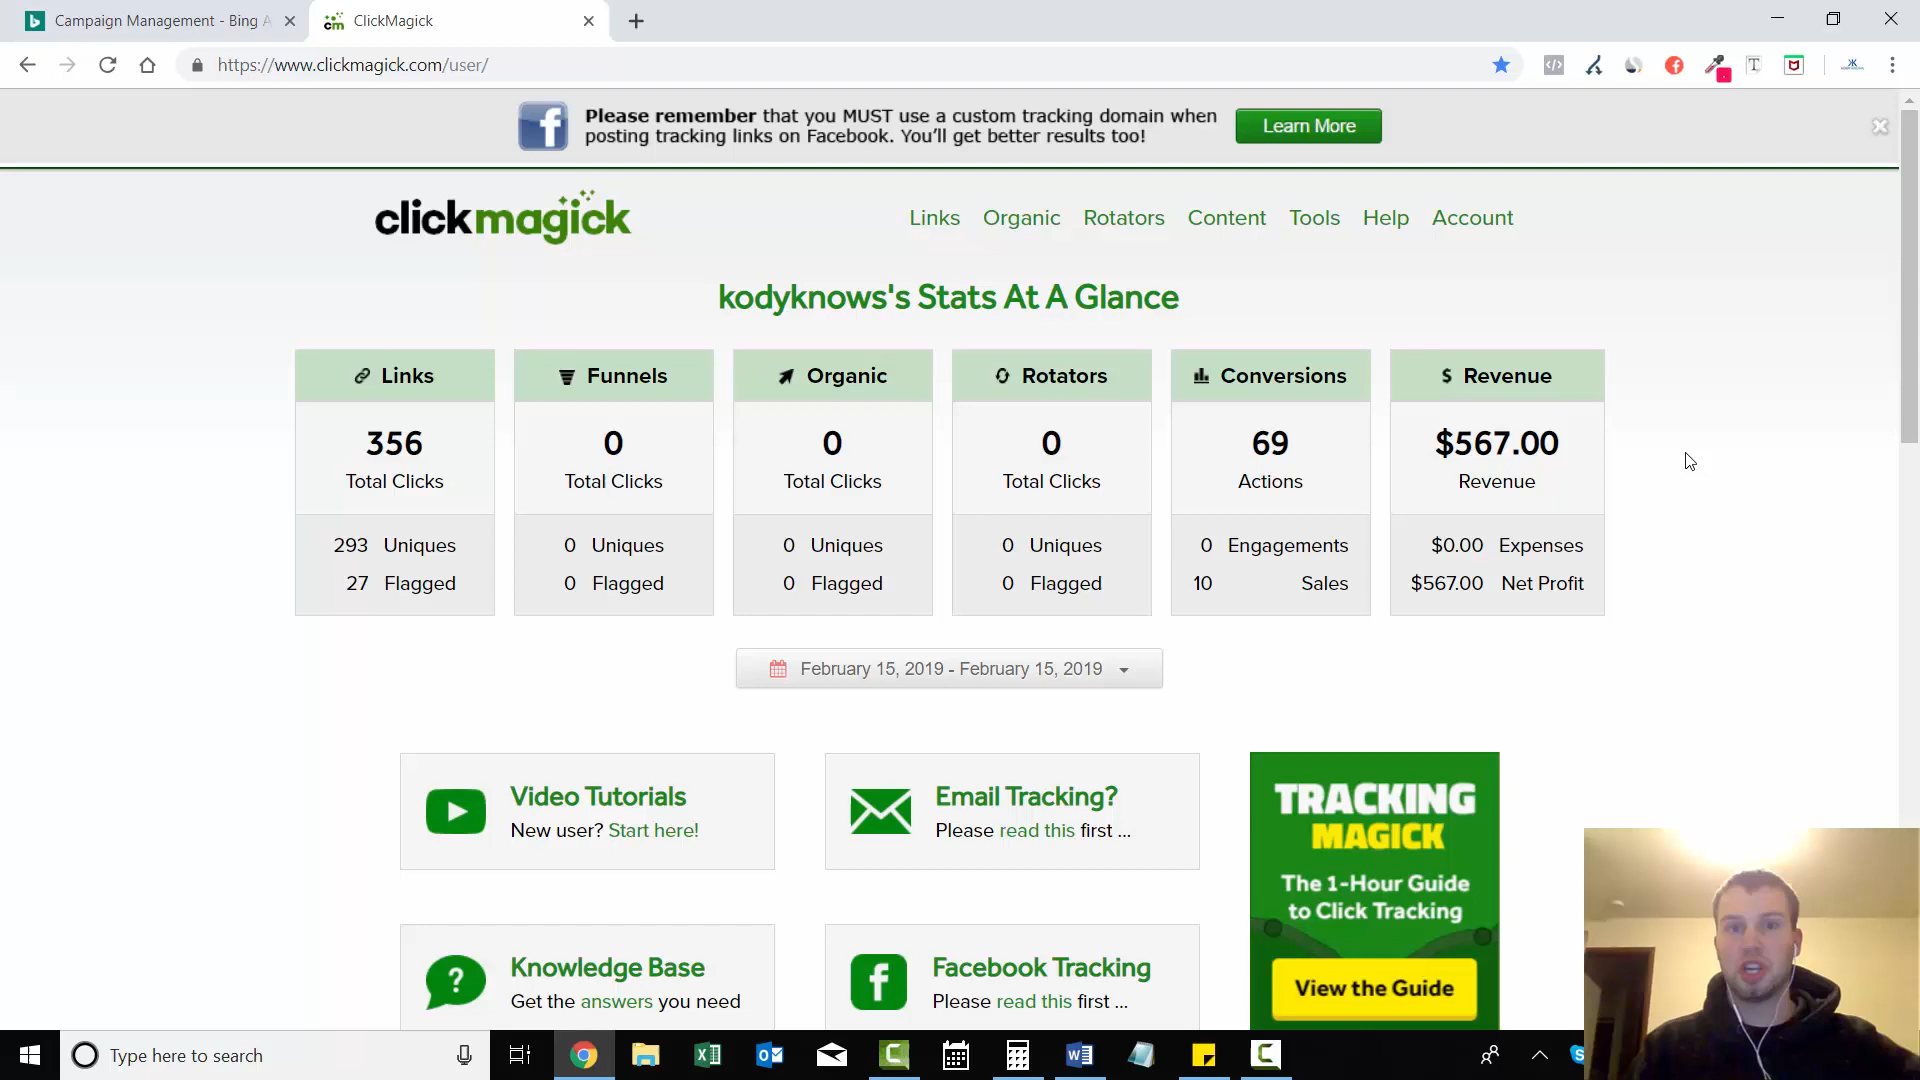 Campaign Management - Bing A
ClickMagick
https://www.clickmagick.com/user/
Please remember that you MUST use a custom tracking domain when
posting tracking links on Facebook. You'll get better results too!
Learn More
clickmagick
Links Organic Rotators Content Tools Help Account
kodyknows's Stats At A Glance
Links Funnels Organic Rotators Conversions $ Revenue
356 0 0 0 69 $567.00
Total Clicks Total Clicks Total Clicks Total Clicks Actions Revenue
293 Uniques 0 Uniques 0 Uniques 0 Uniques 0 Engagements $0.00 Expenses
27 Flagged 0 Flagged 0 Flagged 0 Flagged 10 Sales $567.00 Net Profit
February 15, 2019 - February 15, 2019
Video Tutorials
New user? Start here!
Email Tracking?
Please read this first ...
Knowledge Base
Get the answers you need
Facebook Tracking
Please read this first ...
TRACKING
MAGICK
The 1-Hour Guide
to Click Tracking
View the Guide
Type here to search